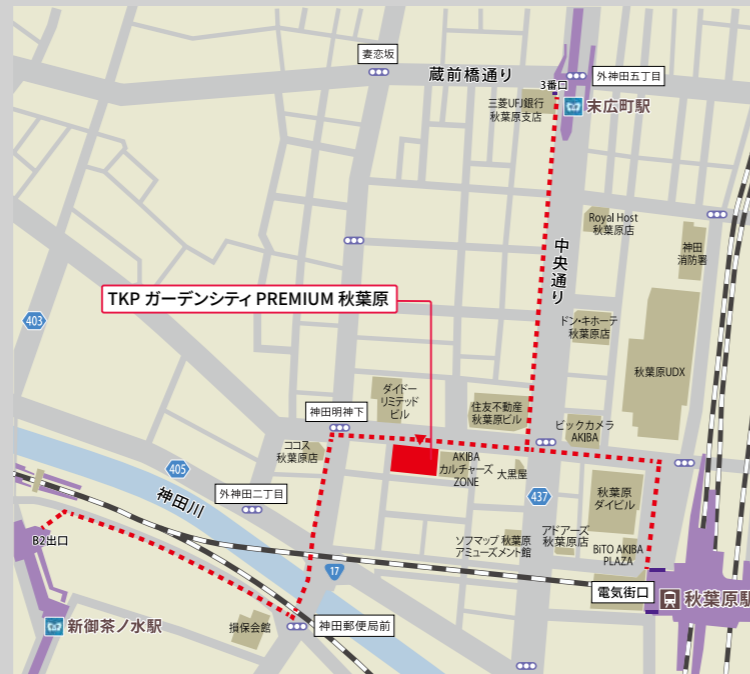 妻恋坂
蔵前橋通り
3番口
外神田五丁目
三菱UFJ銀行
秋葉原支店
末広町駅
Royal Host
秋葉原店
神田
消防署
中央通り
TKP ガーデンシティ PREMIUM 秋葉原
403
ドン・キホーテ
秋葉原店
秋葉原UDX
ダイドー
リミテッド
ビル
住友不動産
秋葉原ビル
神田明神下
ビックカメラ
AKIBA
ココス
秋葉原店
AKIBA
カルチャーズ
ZONE
大黒屋
405
外神田二丁目
神田川
437
秋葉原
ダイビル
B2出口
ソフマップ 秋葉原
アミューズメント館
アドアーズ
秋葉原店
BiTO AKIBA
PLAZA
17
電気街口
秋葉原駅
新御茶ノ水駅
損保会館
神田郵便局前